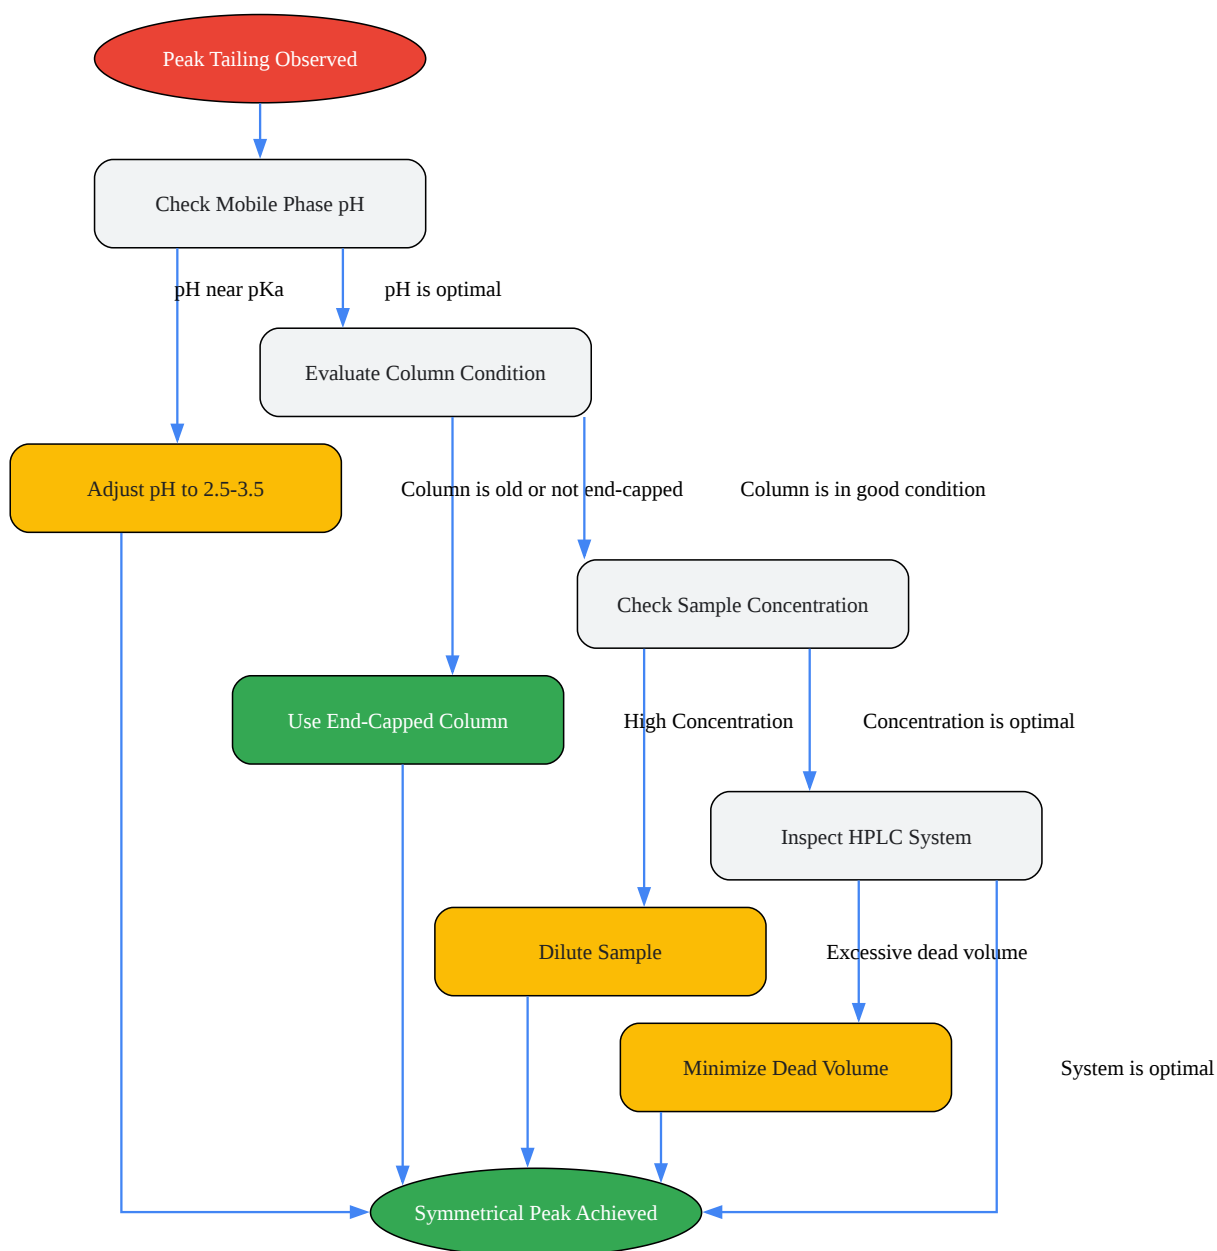 Peak Tailing Observed
Check Mobile Phase pH
pH near pKa
pH is optimal
Evaluate Column Condition
Adjust pH to 2.5-3.5
Column is old or not end-capped
Column is in good condition
Check Sample Concentration
Use End-Capped Column
High Concentration
Concentration is optimal
Inspect HPLC System
Dilute Sample
Excessive dead volume
Minimize Dead Volume
System is optimal
Symmetrical Peak Achieved